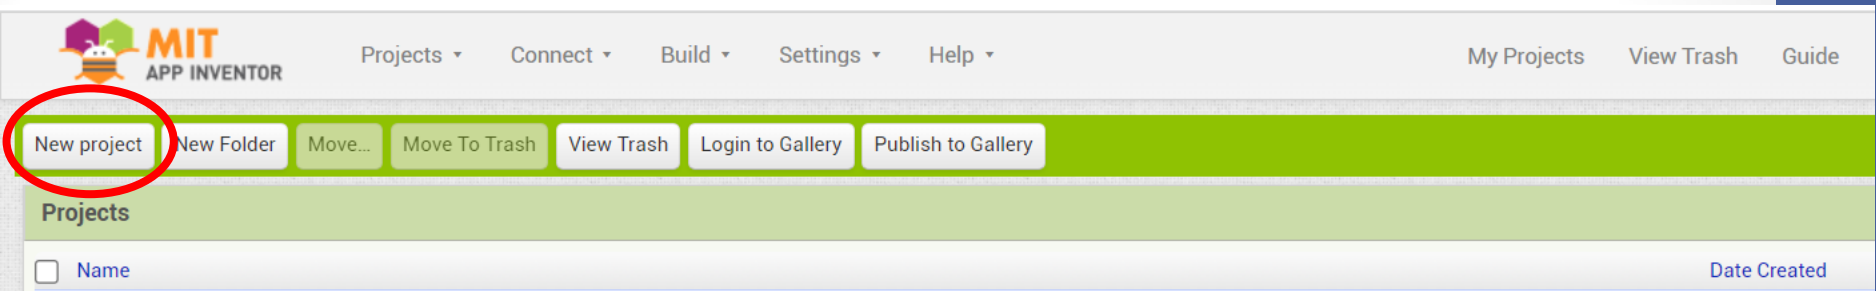 MIT
APP INVENTOR
Projects Connect Build Settings Help My Projects View Trash Guide
New project New Folder Move... Move To Trash View Trash Login to Gallery Publish to Gallery
Projects
Name Date Created